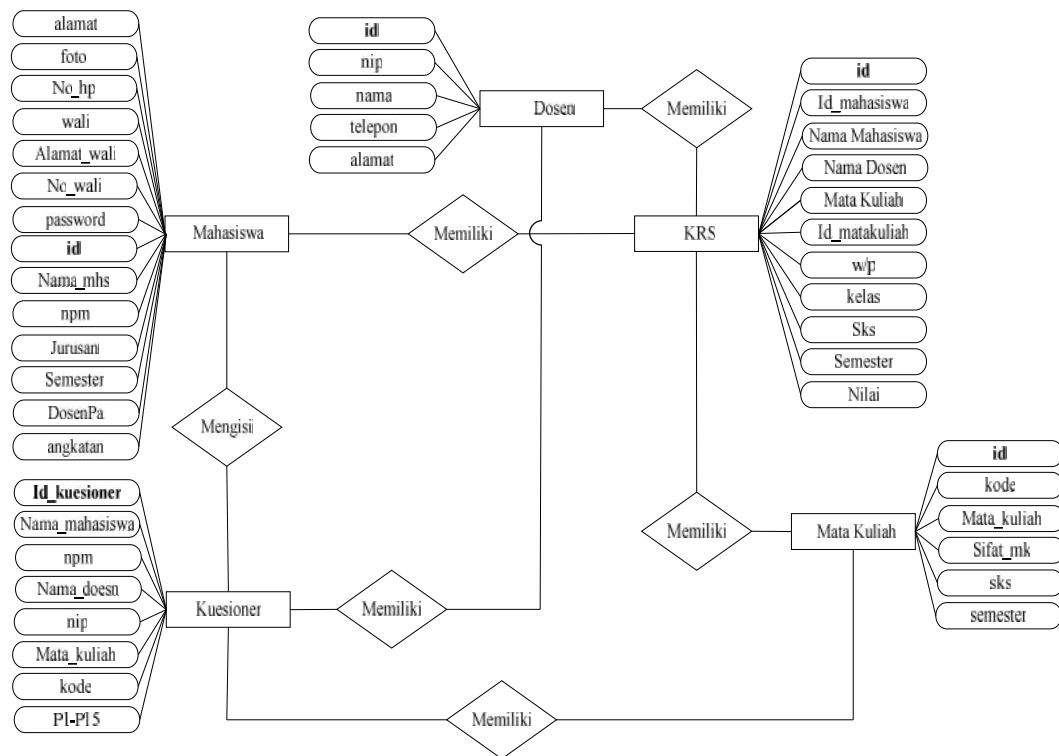 alamat
foto
No_hp
wali
Alamat_wali
No_wali
password
id
Nama_mhs
npm
Jurusan
Semester
DosenPa
angkatan
Mahasiswa
Memiliki
Mengisi
id
nip
nama
telepon
alamat
Dosen
Memiliki
KRS
id
Id_mahasiswa
Nama Mahasiswa
Nama Dosen
Mata Kuliah
Id_matakuliah
w/p
kelas
Sks
Semester
Nilai
Id_kuesioner
Nama_mahasiswa
npm
Nama_doesn
nip
Mata_kuliah
kode
P1-P15
Kuesioner
Memiliki
Memiliki
Memiliki
Mata Kuliah
id
kode
Mata_kuliah
Sifat_mk
sks
semester